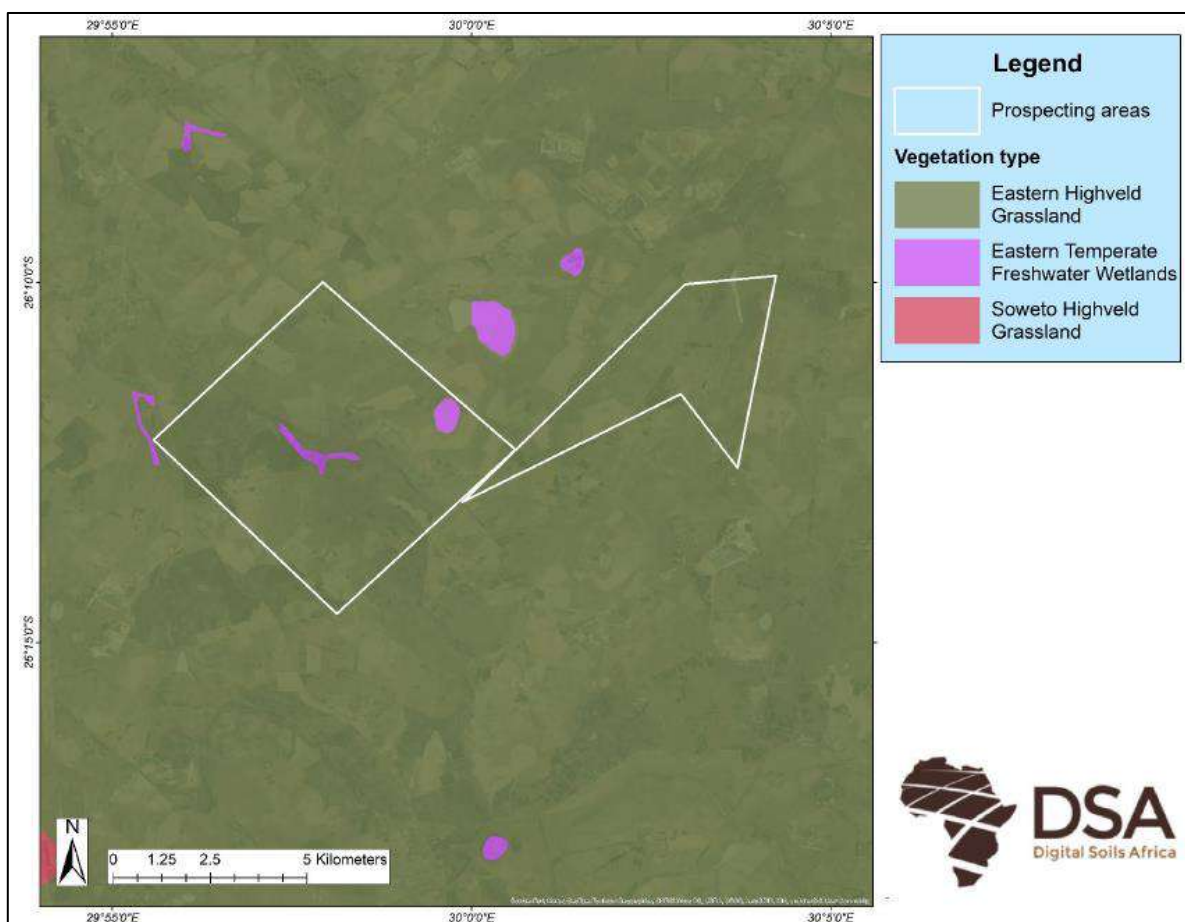 29°55'0"E 30°0'0"E 30°5'0"E
Legend
Prospecting areas
Vegetation type
Eastern Highveld
Grassland
Eastern Temperate
Freshwater Wetlands
Soweto Highveld
Grassland
26°10'0"S
26°15'0"S
N
0 1.25 2.5 5 Kilometers
29°55'0"E 30°0'0"E 30°5'0"E
DSA
Digital Soils Africa